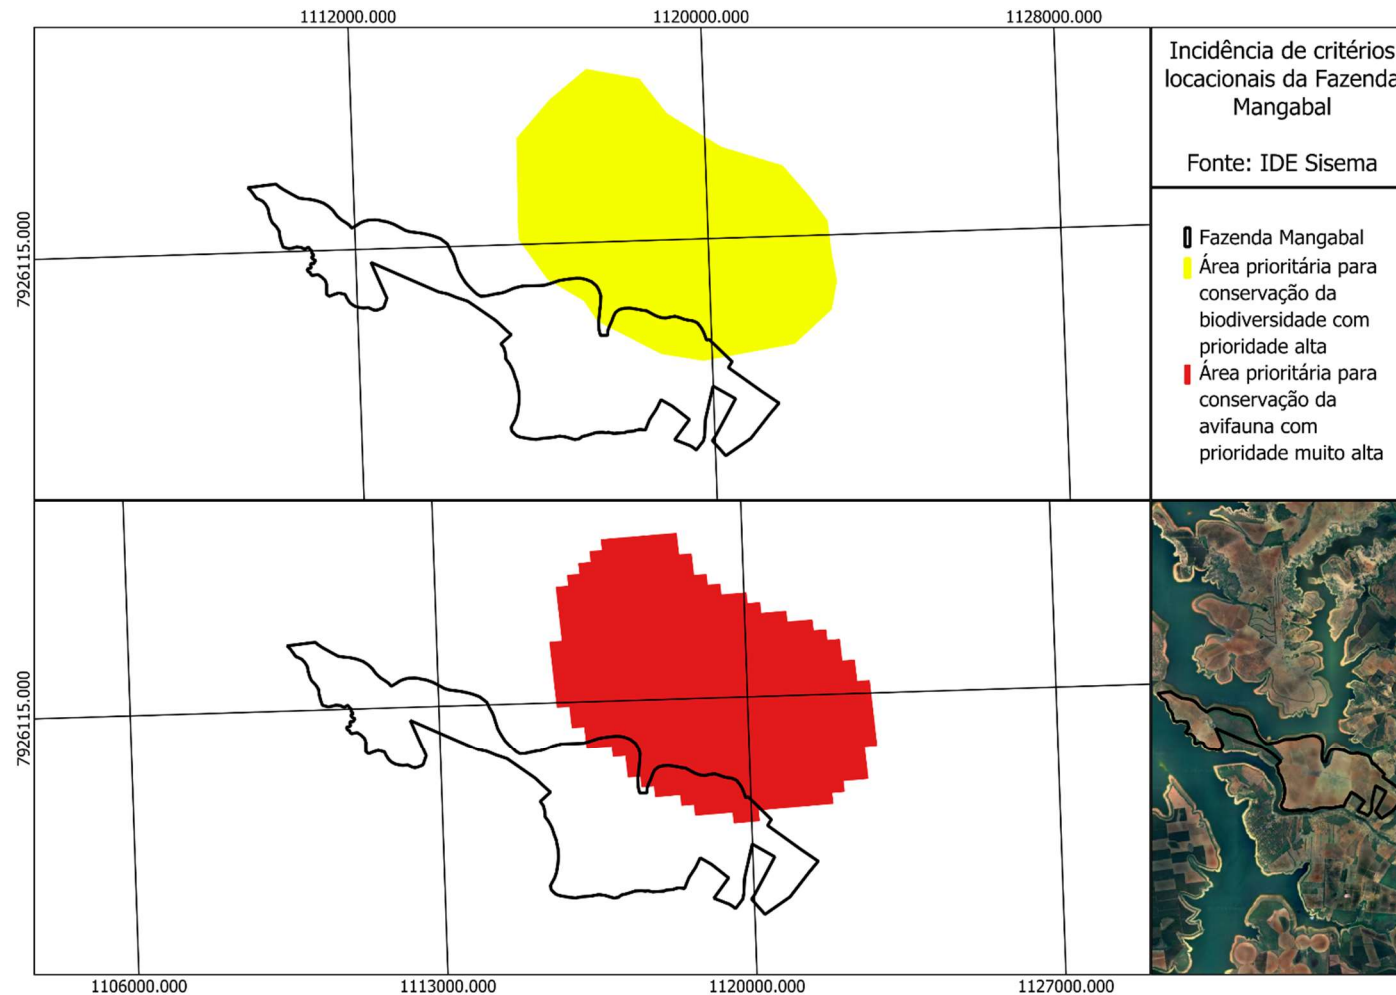 1112000.000 1120000.000 1128000.000
Incidência de critérios
locacionais da Fazenda
Mangabal
Fonte: IDE Sisema
7926115.000
Fazenda Mangabal
Área prioritária para
conservação da
biodiversidade com
prioridade alta
Área prioritária para
conservação da
avifauna com
prioridade muito alta
7926115.000
1106000.000 1113000.000 1120000.000 1127000.000